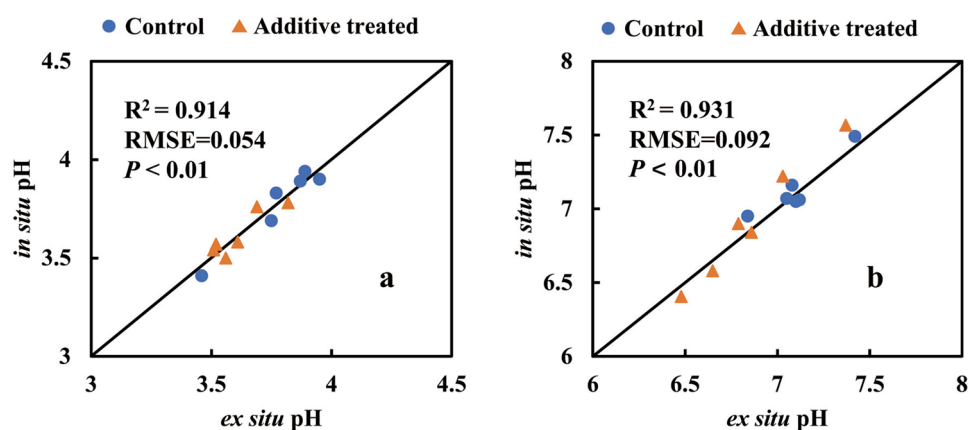 Control Additive treated
4.5
4
3.5
3
R² = 0.914
RMSE=0.054
P < 0.01
a
in situ pH
3 3.5 4 4.5
ex situ pH
Control Additive treated
8
7.5
7
6.5
6
R² = 0.931
RMSE=0.092
P < 0.01
b
in situ pH
6 6.5 7 7.5 8
ex situ pH